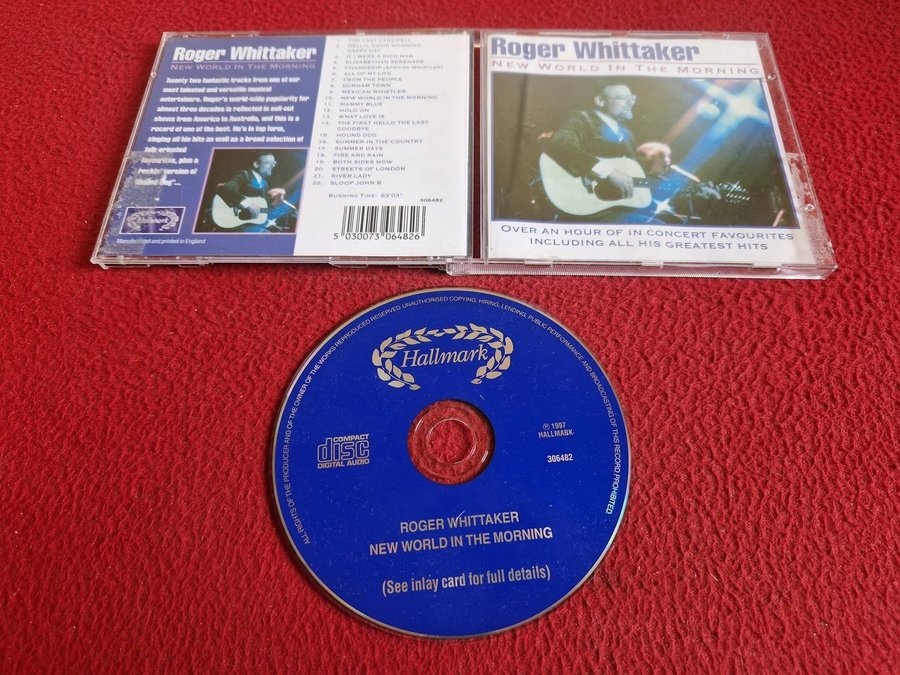 Roger Whittaker
NEW WORLD IN THE MORNING
Twenty two fantastic tracks from one of our
most talented and versatile musical
entertainers. Roger's world-wide popularity for
almost three decades is reflected in sell-out
shows from America to Australia, and this is a
record of one of the best. He's in top form,
singing all his hits as well as a broad selection of
folk-oriented
favourites, plus a
rockin' version of
Hallmark
Manufactured and printed in England
1. THE LAST FAREWELL
2. HELLO, GOOD MORNING,
HAPPY DAY
3. IF I WERE A RICH MAN
4. ELIZABETHAN SERENADE
5. (AFRICAN WHISTLER)
6. ALL OF MY LIFE
7. FROM THE PEOPLE
8. DURHAM TOWN
9. MEXICAN WHISTLER
10. NEW WORLD IN THE MORNING
11. MAMMY BLUE
12. HOLD ON
13. WHAT LOVE IS
14. THE FIRST HELLO THE LAST
GOODBYE
15. HOUND DOG
16. SUMMER IN THE COUNTRY
17. SUMMER DAYS
18. FIRE AND RAIN
19. BOTH SIDES NOW
20. STREETS OF LONDON
21. RIVER LADY
22. SLOOP JOHN B
RUNNING TIME: 63'03"
306482
5 030073 064826
Roger Whittaker
NEW WORLD IN THE MORNING
OVER AN HOUR OF IN CONCERT FAVOURITES
INCLUDING ALL HIS GREATEST HITS
ALL RIGHTS OF THE PRODUCER AND OF THE OWNER OF THE WORKS REPRODUCED RESERVED. UNAUTHORISED COPYING, HIRING, LENDING, PUBLIC PERFORMANCE AND BROADCASTING OF THIS RECORD PROHIBITED.
Hallmark
COMPACT
disc
DIGITAL AUDIO
℗ 1997
HALLMARK
306482
ROGER WHITTAKER
NEW WORLD IN THE MORNING
(See inlay card for full details)